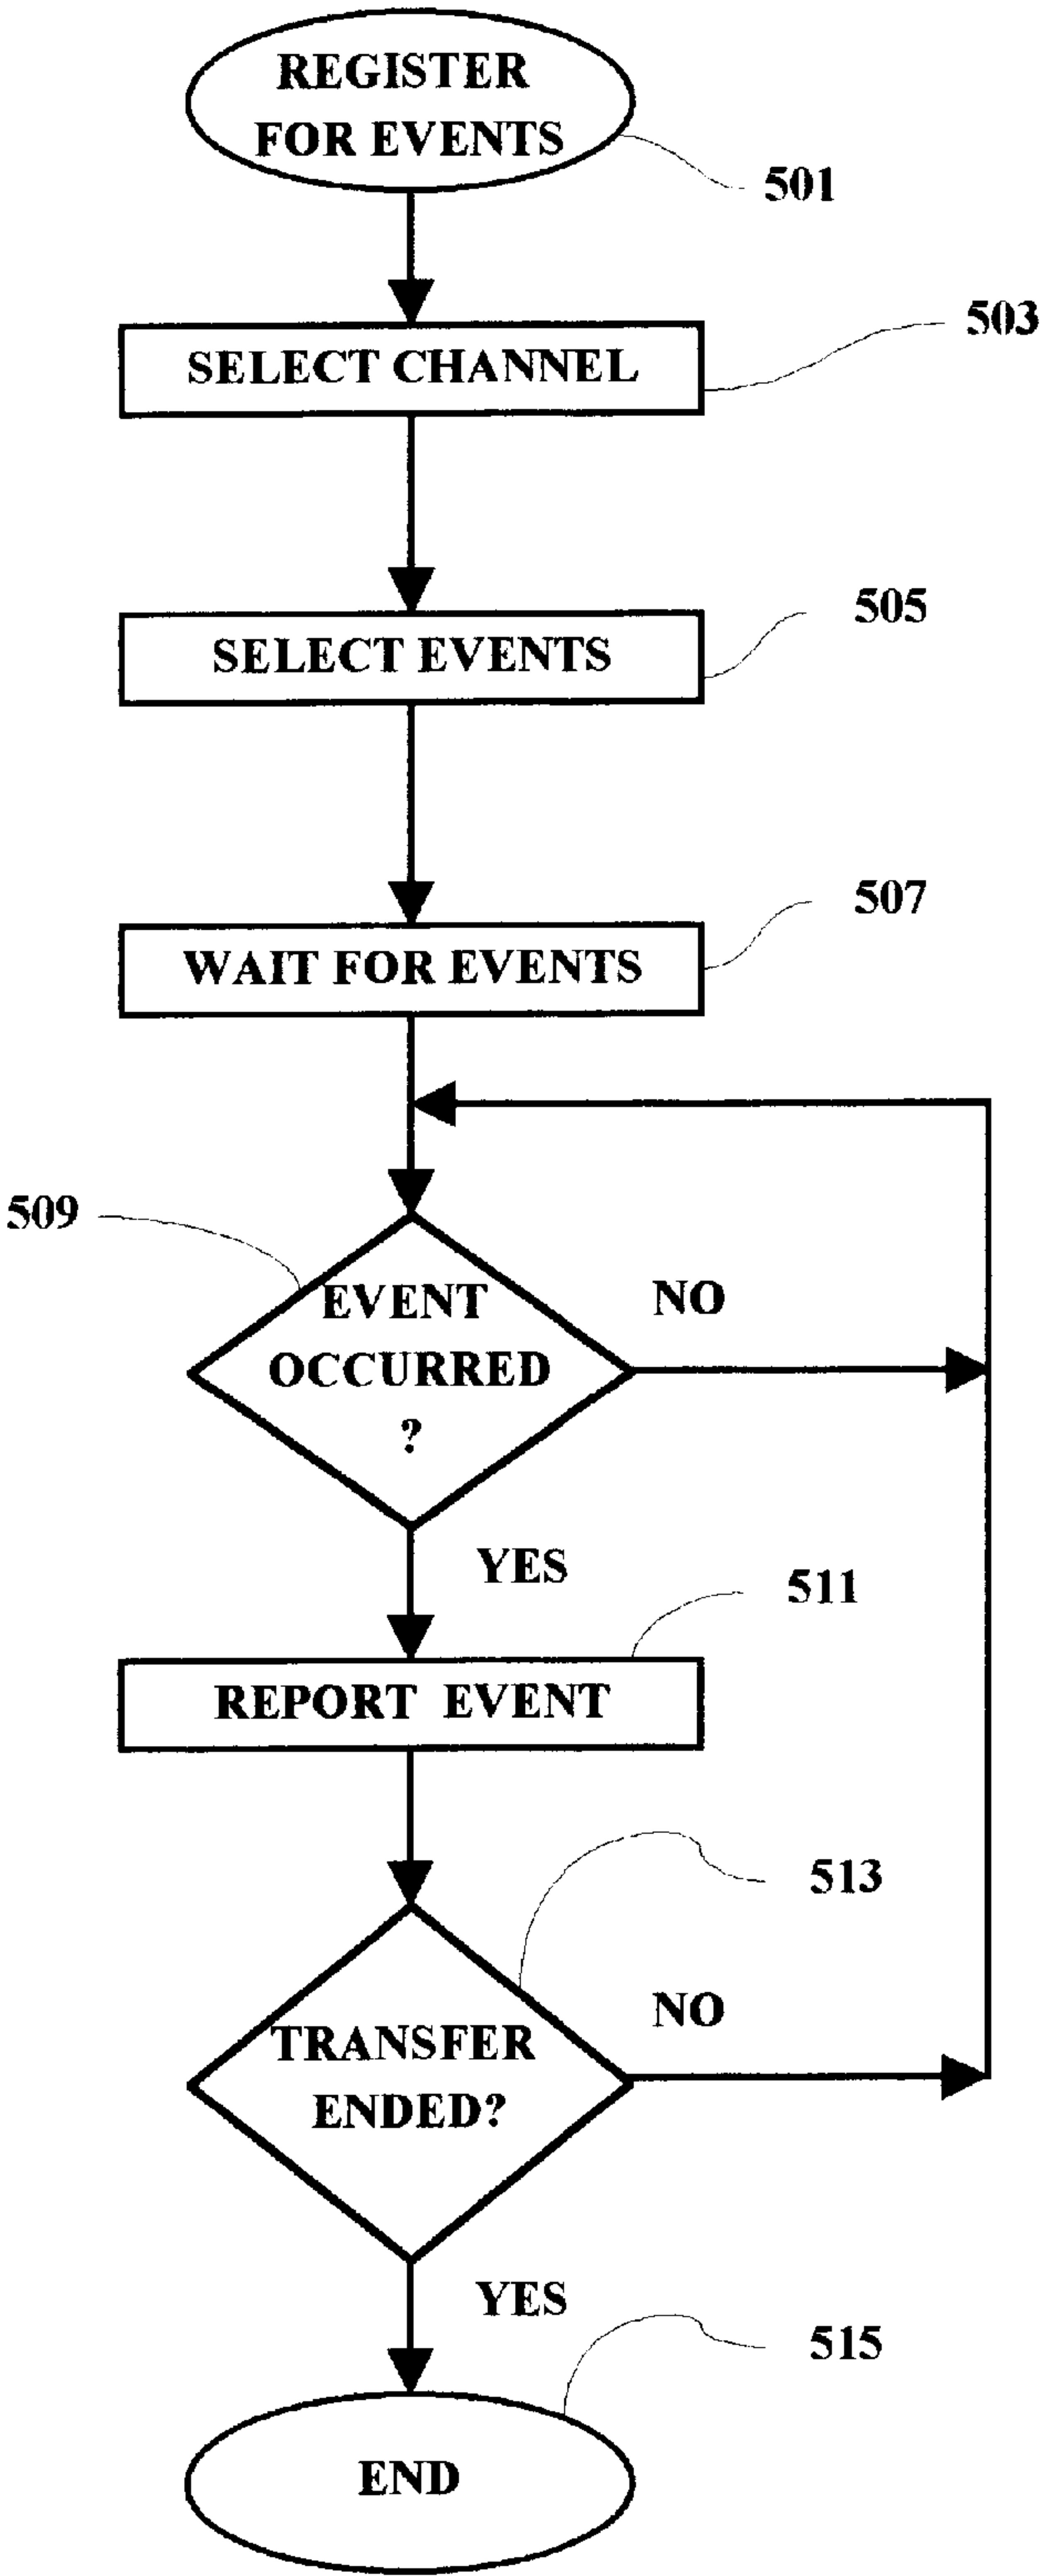 REGISTER
FOR EVENTS
501
SELECT CHANNEL
503
SELECT EVENTS
505
WAIT FOR EVENTS
507
509
EVENT
OCCURRED
?
NO
YES
511
REPORT EVENT
513
TRANSFER
ENDED?
NO
YES
515
END